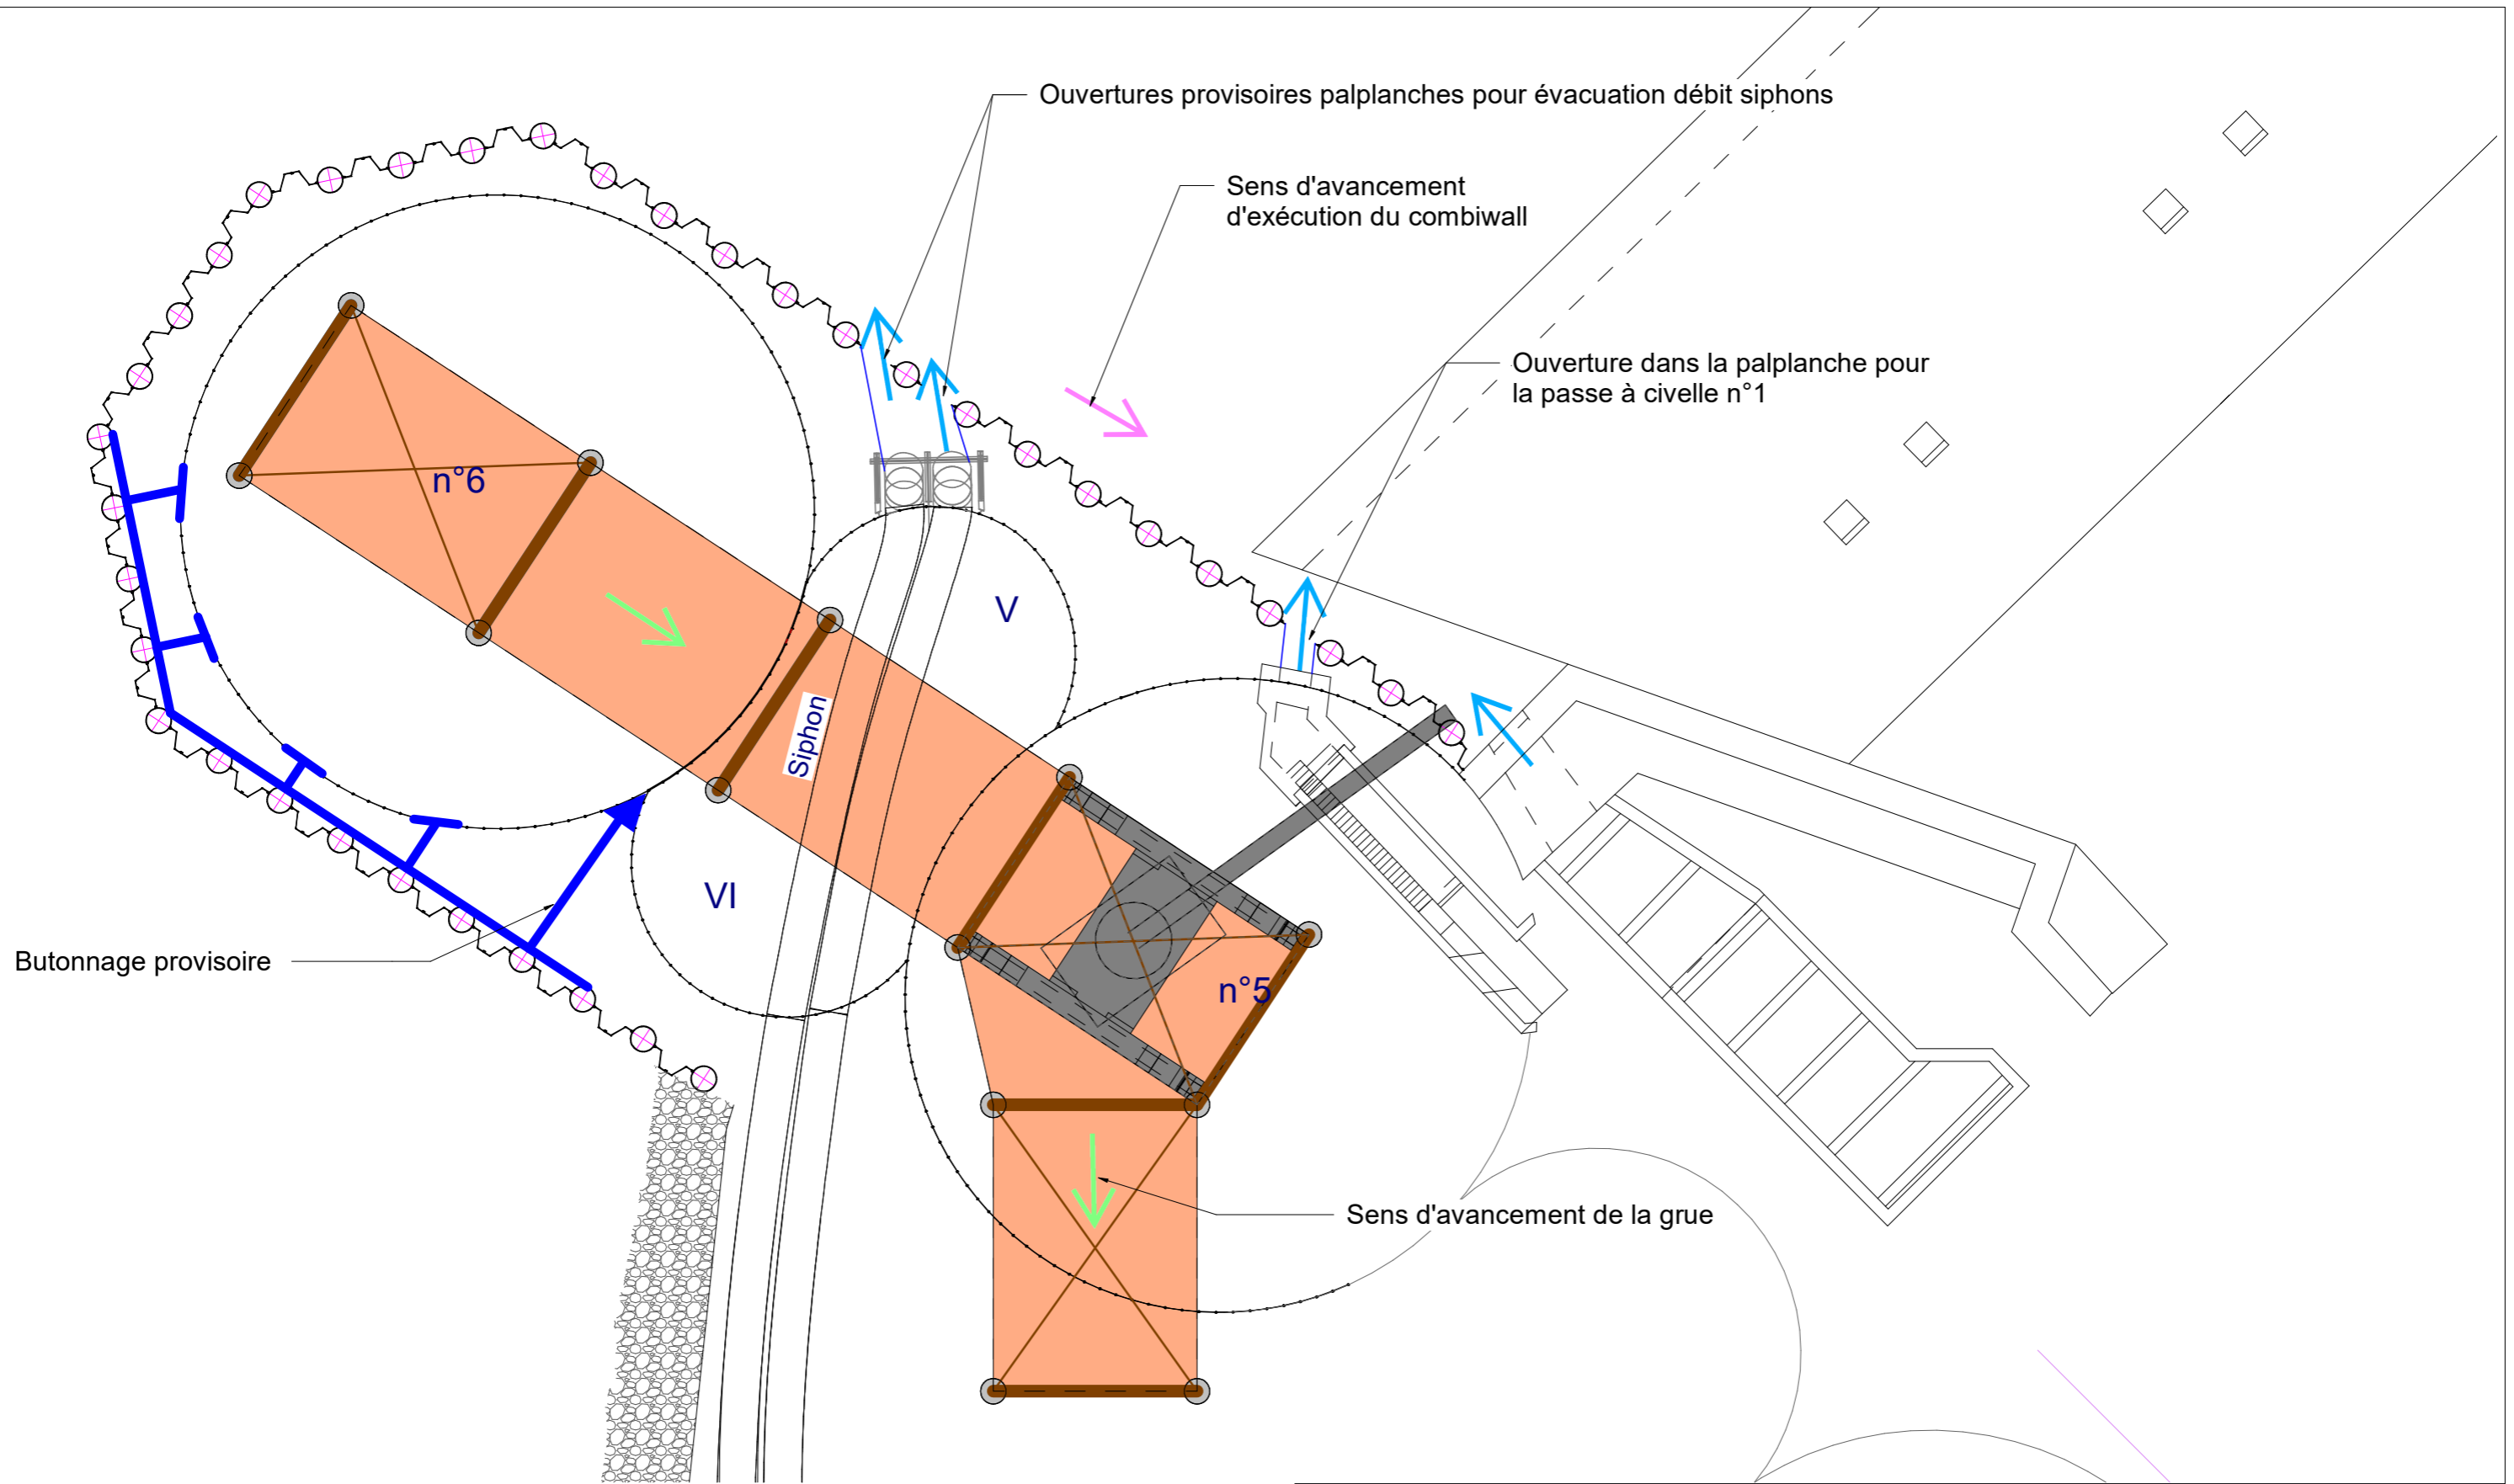 Ouvertures provisoires palplanches pour évacuation débit siphons
Sens d'avancement
d'exécution du combiwall
Ouverture dans la palplanche pour
la passe à civelle n°1
n°6
V
Siphon
VI
Butonnage provisoire
n°5
Sens d'avancement de la grue